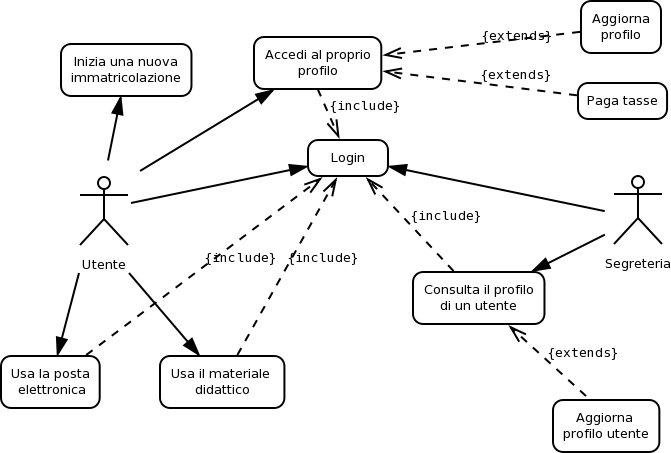 Aggiorna
profilo
{extends}
Accedi al proprio
profilo
Inizia una nuova
immatricolazione
{extends}
Paga tasse
{include}
Login
Utente
Segreteria
{include}
{include}
{include}
Consulta il profilo
di un utente
{extends}
Usa la posta
elettronica
Usa il materiale
didattico
Aggiorna
profilo utente